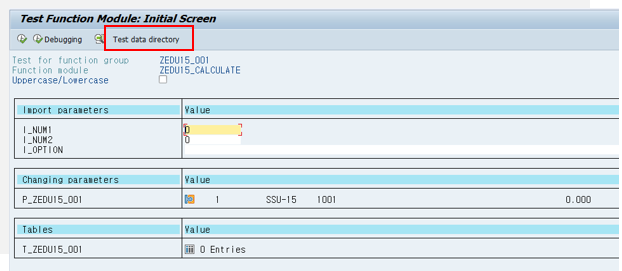 Test Function Module: Initial Screen
Debugging Test data directory
Test for function group ZEDU15_001
Function module ZEDU15_CALCULATE
Uppercase/Lowercase
Import parameters Value
I_NUM1 0
I_NUM2 0
I_OPTION
Changing parameters Value
P_ZEDU15_001 1 SSU-15 1001 0.000
Tables Value
T_ZEDU15_001 0 Entries